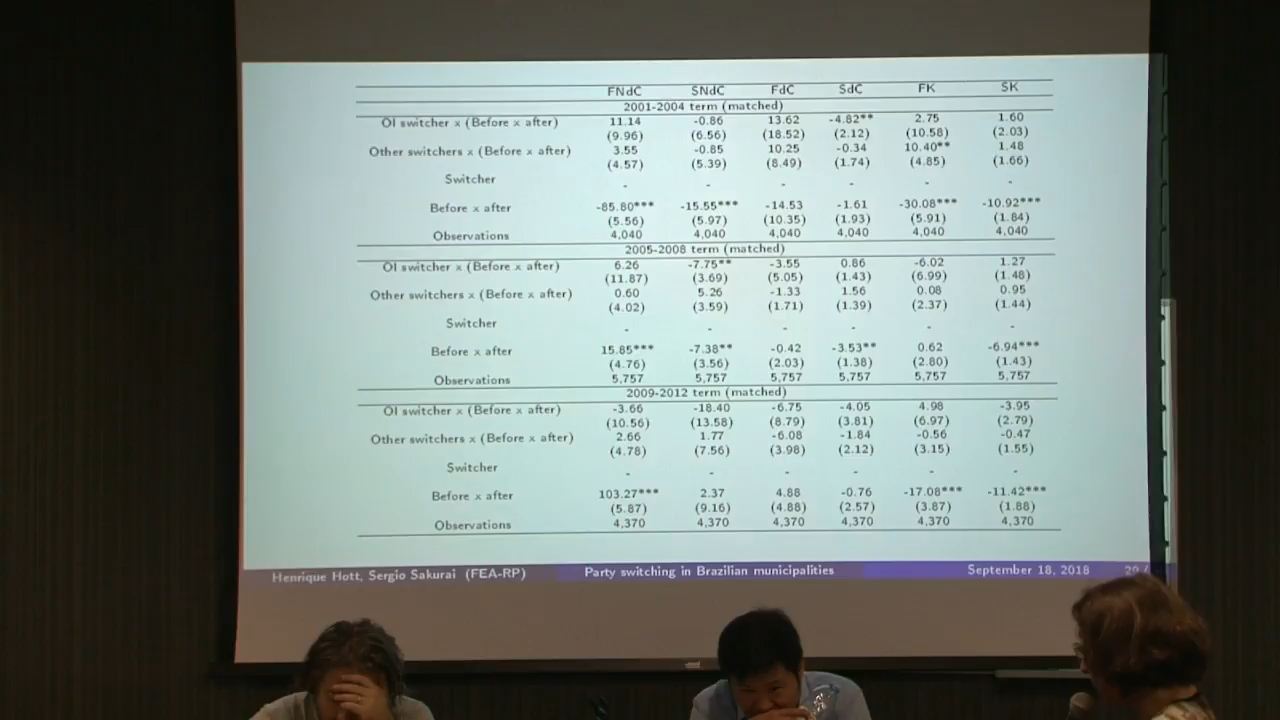 FNdC SNdC FdC SdC FK SK
2001-2004 term (matched)
OI switcher x (Before x after) 11.14 -0.86 13.62 -4.82** 2.75 1.60
(9.96) (6.56) (18.52) (2.12) (10.58) (2.03)
Other switchers x (Before x after) 3.55 -0.85 10.25 -0.34 10.40** 1.48
(4.57) (5.39) (8.49) (1.74) (4.85) (1.66)
Switcher
- - - - - -
Before x after -85.80*** -15.55*** -14.53 -1.61 -30.08*** -10.92***
(5.56) (5.97) (10.35) (1.93) (5.91) (1.84)
Observations 4,040 4,040 4,040 4,040 4,040 4,040
2005-2008 term (matched)
OI switcher x (Before x after) 6.26 -7.75** -3.55 0.86 -6.02 1.27
(11.87) (3.69) (5.05) (1.43) (6.99) (1.48)
Other switchers x (Before x after) 0.60 5.26 -1.33 1.56 0.08 0.95
(4.02) (3.59) (1.71) (1.39) (2.37) (1.44)
Switcher
- - - - - -
Before x after 15.85*** -7.38** -0.42 -3.53** 0.62 -6.94***
(4.76) (3.56) (2.03) (1.38) (2.80) (1.43)
Observations 5,757 5,757 5,757 5,757 5,757 5,757
2009-2012 term (matched)
OI switcher x (Before x after) -3.66 -18.40 -6.75 -4.05 4.98 -3.95
(10.56) (13.58) (8.79) (3.81) (6.97) (2.79)
Other switchers x (Before x after) 2.66 1.77 -6.08 -1.84 -0.56 -0.47
(4.78) (7.56) (3.98) (2.12) (3.15) (1.55)
Switcher
- - - - - -
Before x after 103.27*** 2.37 4.88 -0.76 -17.08*** -11.42***
(5.87) (9.16) (4.88) (2.57) (3.87) (1.88)
Observations 4,370 4,370 4,370 4,370 4,370 4,370
Henrique Hott, Sergio Sakurai (FEA-RP) Party switching in Brazilian municipalities September 18, 2018